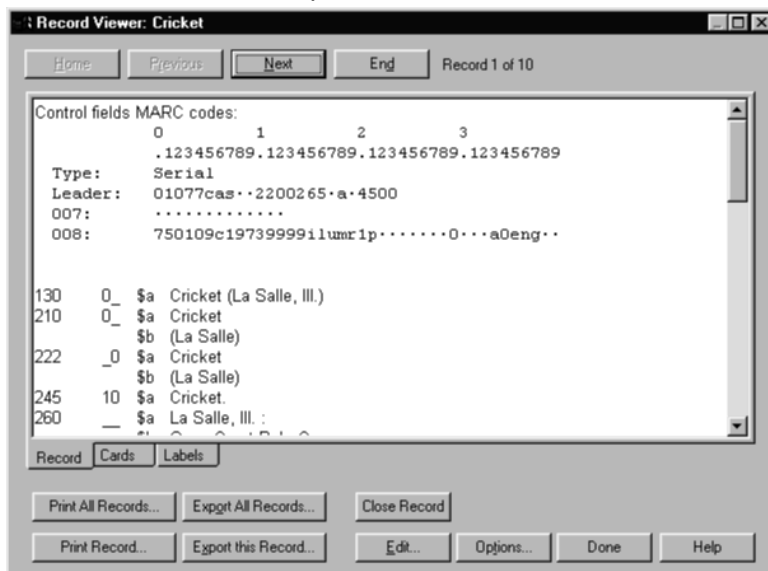 Record Viewer: Cricket
Home Previous Next End Record 1 of 10
Control fields MARC codes:
0 1 2 3
.123456789.123456789.123456789.123456789
Type: Serial
Leader: 01077cas··2200265·a·4500
007: ·············
008: 750109c19739999ilumr1p·······0···a0eng··
130 0_ $a Cricket (La Salle, Ill.)
210 0_ $a Cricket
$b (La Salle)
222 _0 $a Cricket
$b (La Salle)
245 10 $a Cricket.
260 __ $a La Salle, Ill. :
Record Cards Labels
Print All Records... Export All Records... Close Record
Print Record... Export this Record... Edit... Options... Done Help